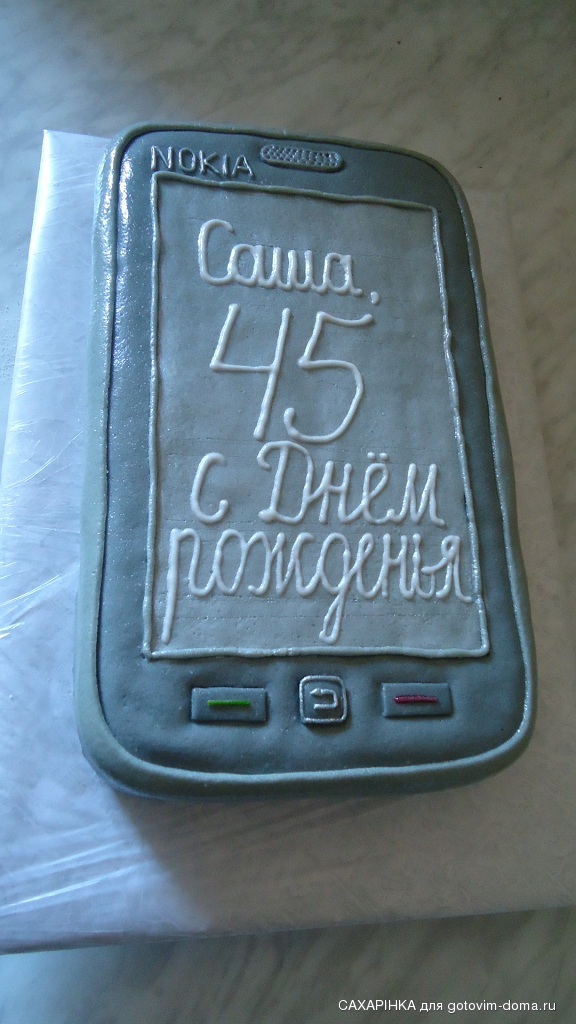 NOKIA
Саша,
45
с Днём
рожденья
САХАРІНКА для gotovim-doma.ru